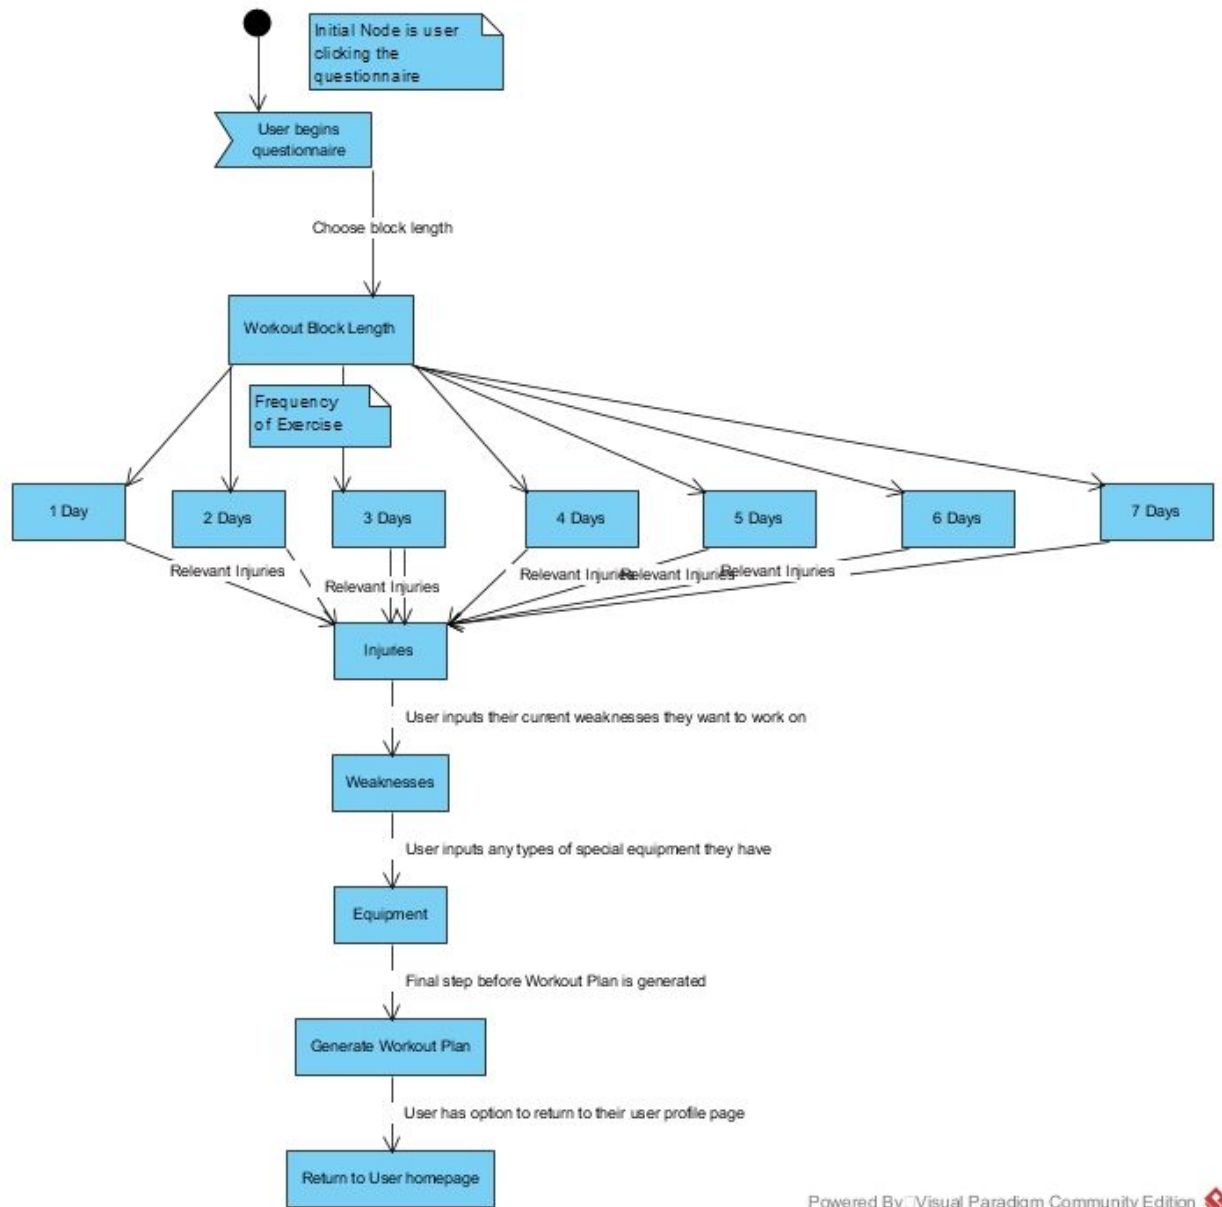 Initial Node is user
clicking the
questionnaire
User begins
questionnaire
Choose block length
Workout Block Length
Frequency
of Exercise
1 Day
2 Days
3 Days
4 Days
5 Days
6 Days
7 Days
Relevant Injuries
Relevant Injuries
Relevant Injuries
Relevant Injuries
Relevant Injuries
Injuries
User inputs their current weaknesses they want to work on
Weaknesses
User inputs any types of special equipment they have
Equipment
Final step before Workout Plan is generated
Generate Workout Plan
User has option to return to their user profile page
Return to User homepage
Powered By Visual Paradigm Community Edition